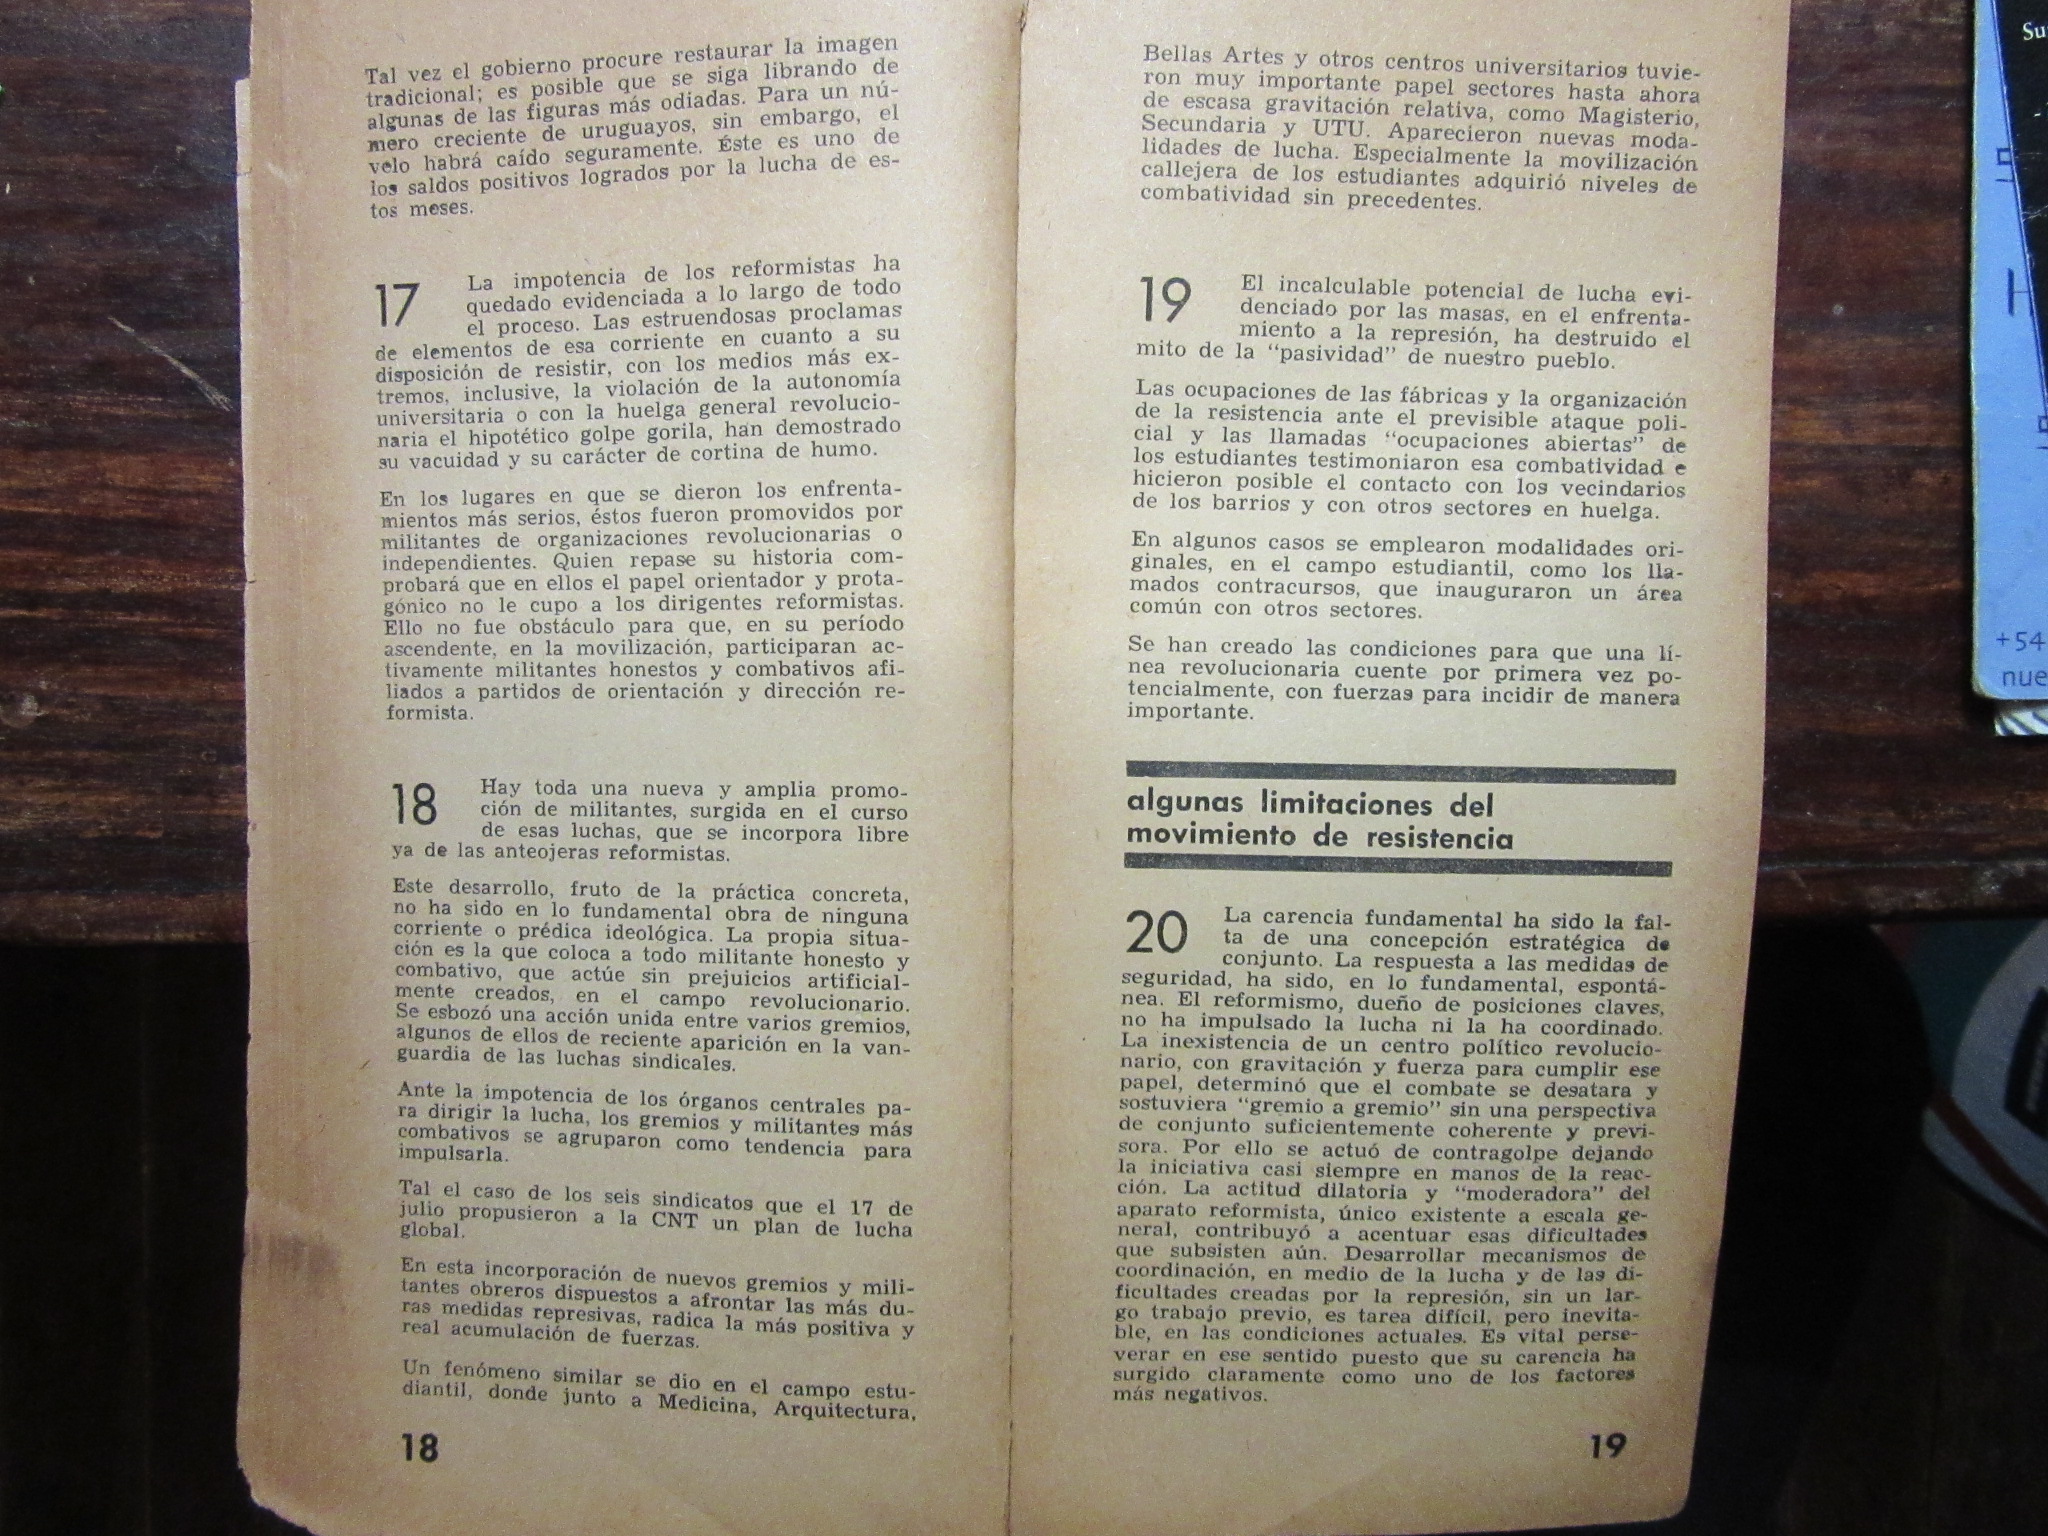 Tal vez el gobierno procure restaurar la imagen
tradicional; es posible que se siga librando de
algunas de las figuras más odiadas. Para un nú-
mero creciente de uruguayos, sin embargo, el
velo habrá caído seguramente. Éste es uno de
los saldos positivos logrados por la lucha de es-
tos meses.
17 La impotencia de los reformistas ha
quedado evidenciada a lo largo de todo
el proceso. Las estruendosas proclamas
de elementos de esa corriente en cuanto a su
disposición de resistir, con los medios más ex-
tremos, inclusive, la violación de la autonomía
universitaria o con la huelga general revolucio-
naria el hipotético golpe gorila, han demostrado
su vacuidad y su carácter de cortina de humo.
En los lugares en que se dieron los enfrenta-
mientos más serios, éstos fueron promovidos por
militantes de organizaciones revolucionarias o
independientes. Quien repase su historia com-
probará que en ellos el papel orientador y prota-
gónico no le cupo a los dirigentes reformistas.
Ello no fue obstáculo para que, en su período
ascendente, en la movilización, participaran ac-
tivamente militantes honestos y combativos afi-
liados a partidos de orientación y dirección re-
formista.
18 Hay toda una nueva y amplia promo-
ción de militantes, surgida en el curso
de esas luchas, que se incorpora libre
ya de las anteojeras reformistas.
Este desarrollo, fruto de la práctica concreta,
no ha sido en lo fundamental obra de ninguna
corriente o prédica ideológica. La propia situa-
ción es la que coloca a todo militante honesto y
combativo, que actúe sin prejuicios artificial-
mente creados, en el campo revolucionario.
Se esbozó una acción unida entre varios gremios,
algunos de ellos de reciente aparición en la van-
guardia de las luchas sindicales.
Ante la impotencia de los órganos centrales pa-
ra dirigir la lucha, los gremios y militantes más
combativos se agruparon como tendencia para
impulsarla.
Tal el caso de los seis sindicatos que el 17 de
julio propusieron a la CNT un plan de lucha
global.
En esta incorporación de nuevos gremios y mili-
tantes obreros dispuestos a afrontar las más du-
ras medidas represivas, radica la más positiva y
real acumulación de fuerzas.
Un fenómeno similar se dio en el campo estu-
diantil, donde junto a Medicina, Arquitectura,
18
Bellas Artes y otros centros universitarios tuvie-
ron muy importante papel sectores hasta ahora
de escasa gravitación relativa, como Magisterio,
Secundaria y UTU. Aparecieron nuevas moda-
lidades de lucha. Especialmente la movilización
callejera de los estudiantes adquirió niveles de
combatividad sin precedentes.
19 El incalculable potencial de lucha evi-
denciado por las masas, en el enfrenta-
miento a la represión, ha destruido el
mito de la "pasividad" de nuestro pueblo.
Las ocupaciones de las fábricas y la organización
de la resistencia ante el previsible ataque poli-
cial y las llamadas "ocupaciones abiertas" de
los estudiantes testimoniaron esa combatividad e
hicieron posible el contacto con los vecindarios
de los barrios y con otros sectores en huelga.
En algunos casos se emplearon modalidades ori-
ginales, en el campo estudiantil, como los lla-
mados contracursos, que inauguraron un área
común con otros sectores.
Se han creado las condiciones para que una lí-
nea revolucionaria cuente por primera vez po-
tencialmente, con fuerzas para incidir de manera
importante.
algunas limitaciones del
movimiento de resistencia
20 La carencia fundamental ha sido la fal-
ta de una concepción estratégica de
conjunto. La respuesta a las medidas de
seguridad, ha sido, en lo fundamental, espontá-
nea. El reformismo, dueño de posiciones claves,
no ha impulsado la lucha ni la ha coordinado.
La inexistencia de un centro político revolucio-
nario, con gravitación y fuerza para cumplir ese
papel, determinó que el combate se desatara y
sostuviera "gremio a gremio" sin una perspectiva
de conjunto suficientemente coherente y previ-
sora. Por ello se actuó de contragolpe dejando
la iniciativa casi siempre en manos de la reac-
ción. La actitud dilatoria y "moderadora" del
aparato reformista, único existente a escala ge-
neral, contribuyó a acentuar esas dificultades
que subsisten aún. Desarrollar mecanismos de
coordinación, en medio de la lucha y de las di-
ficultades creadas por la represión, sin un lar-
go trabajo previo, es tarea difícil, pero inevita-
ble, en las condiciones actuales. Es vital perse-
verar en ese sentido puesto que su carencia ha
surgido claramente como uno de los factores
más negativos.
19
Su
+54
nue